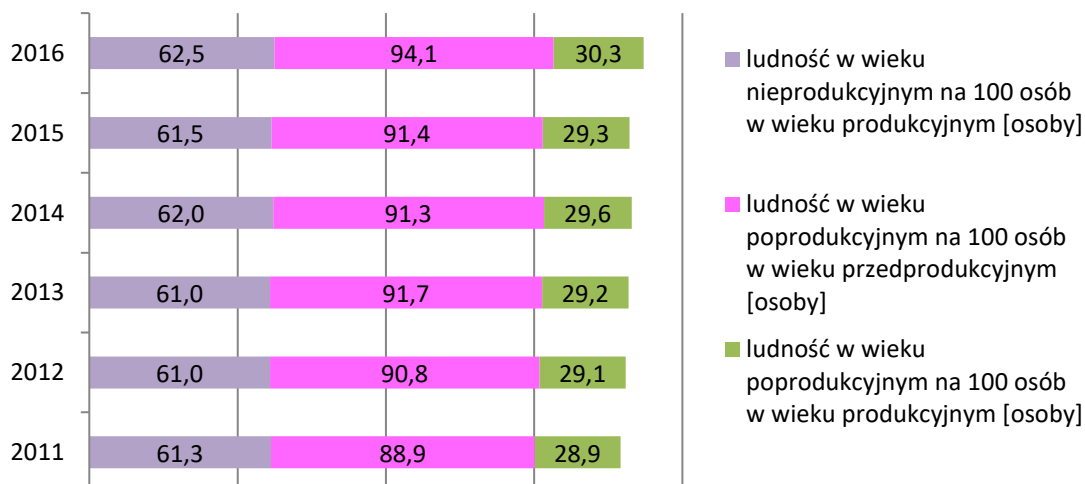 2016 62,5 94,1 30,3
2015 61,5 91,4 29,3
2014 62,0 91,3 29,6
2013 61,0 91,7 29,2
2012 61,0 90,8 29,1
2011 61,3 88,9 28,9
ludność w wieku
nieprodukcyjnym na 100 osób
w wieku produkcyjnym [osoby]
ludność w wieku
poprodukcyjnym na 100 osób
w wieku przedprodukcyjnym
[osoby]
ludność w wieku
poprodukcyjnym na 100 osób
w wieku produkcyjnym [osoby]